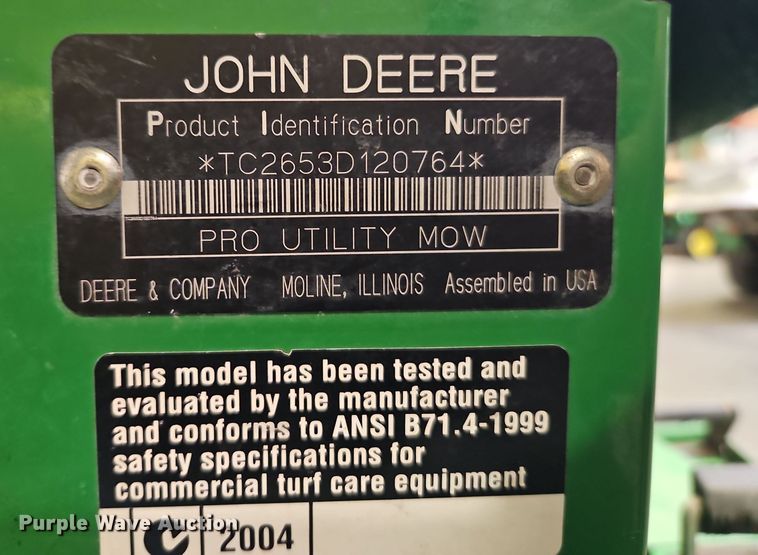 JOHN DEERE
Product Identification Number
*TC2653D120764*
PRO UTILITY MOW
DEERE & COMPANY MOLINE, ILLINOIS Assembled in USA
This model has been tested and
evaluated by the manufacturer
and conforms to ANSI B71.4-1999
safety specifications for
commercial turf care equipment
2004
Purple Wave Auction